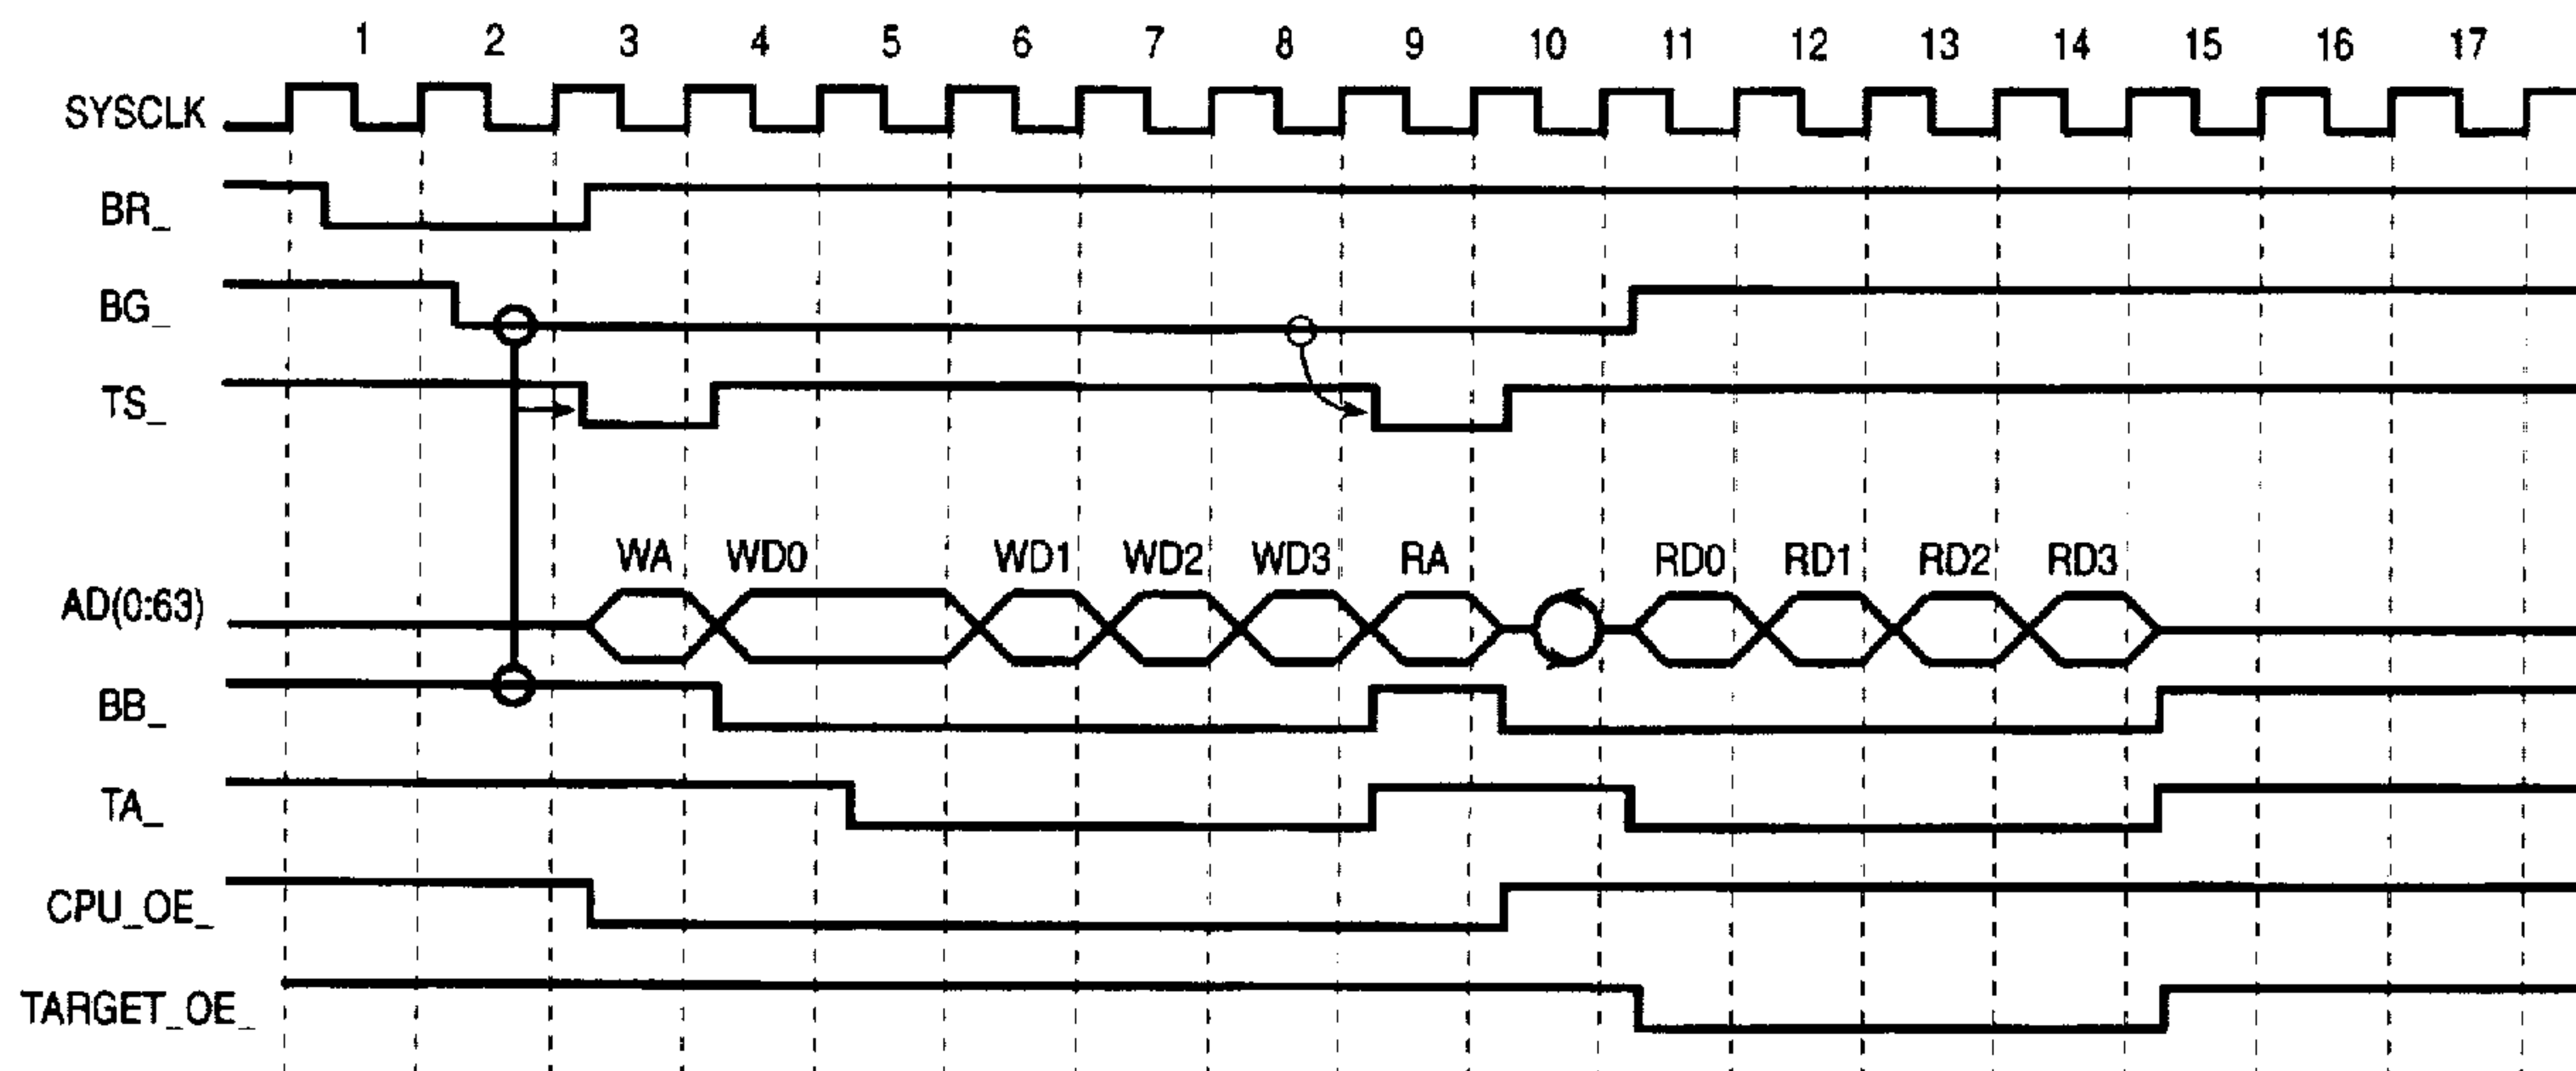 1 2 3 4 5 6 7 8 9 10 11 12 13 14 15 16 17
SYSCLK
BR_
BG_
TS_
WA WD0 WD1 WD2 WD3 RA RD0 RD1 RD2 RD3
AD(0:63)
BB_
TA_
CPU_OE_
TARGET_OE_